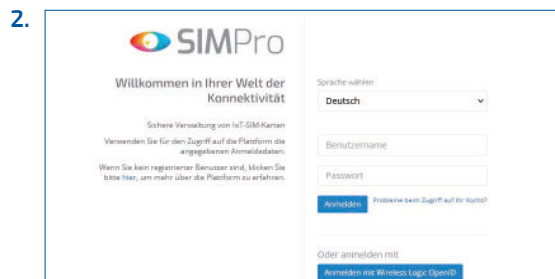 2.
SIMPro
Willkommen in Ihrer Welt der
Konnektivität
Sichere Verwaltung von IoT-SIM-Karten
Verwenden Sie für den Zugriff auf die Plattform die
angegebenen Anmeldedaten.
Wenn Sie kein registrierter Benutzer sind, klicken Sie
bitte hier, um mehr über die Plattform zu erfahren.
Sprache wählen
Deutsch
Benutzername
Passwort
Anmelden Probleme beim Zugriff auf Ihr Konto?
Oder anmelden mit
Anmelden mit Wireless Logic OpenID